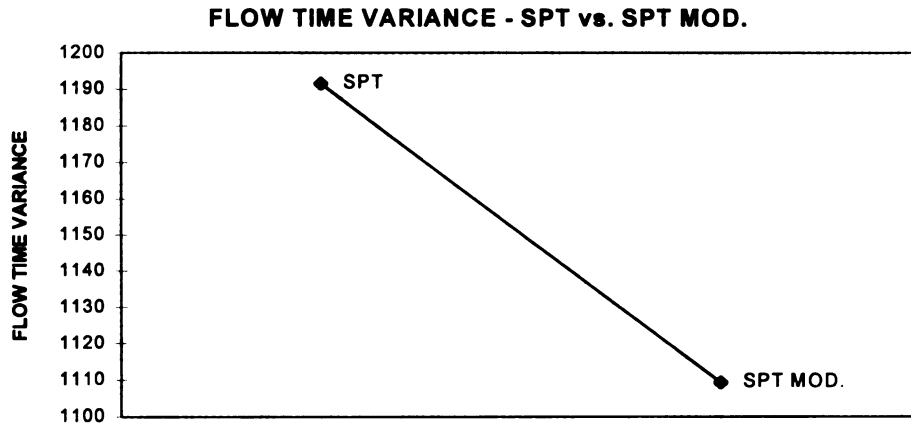 FLOW TIME VARIANCE - SPT vs. SPT MOD.
1200
1190
SPT
1180
1170
1160
1150
1140
1130
1120
1110
SPT MOD.
1100
FLOW TIME VARIANCE